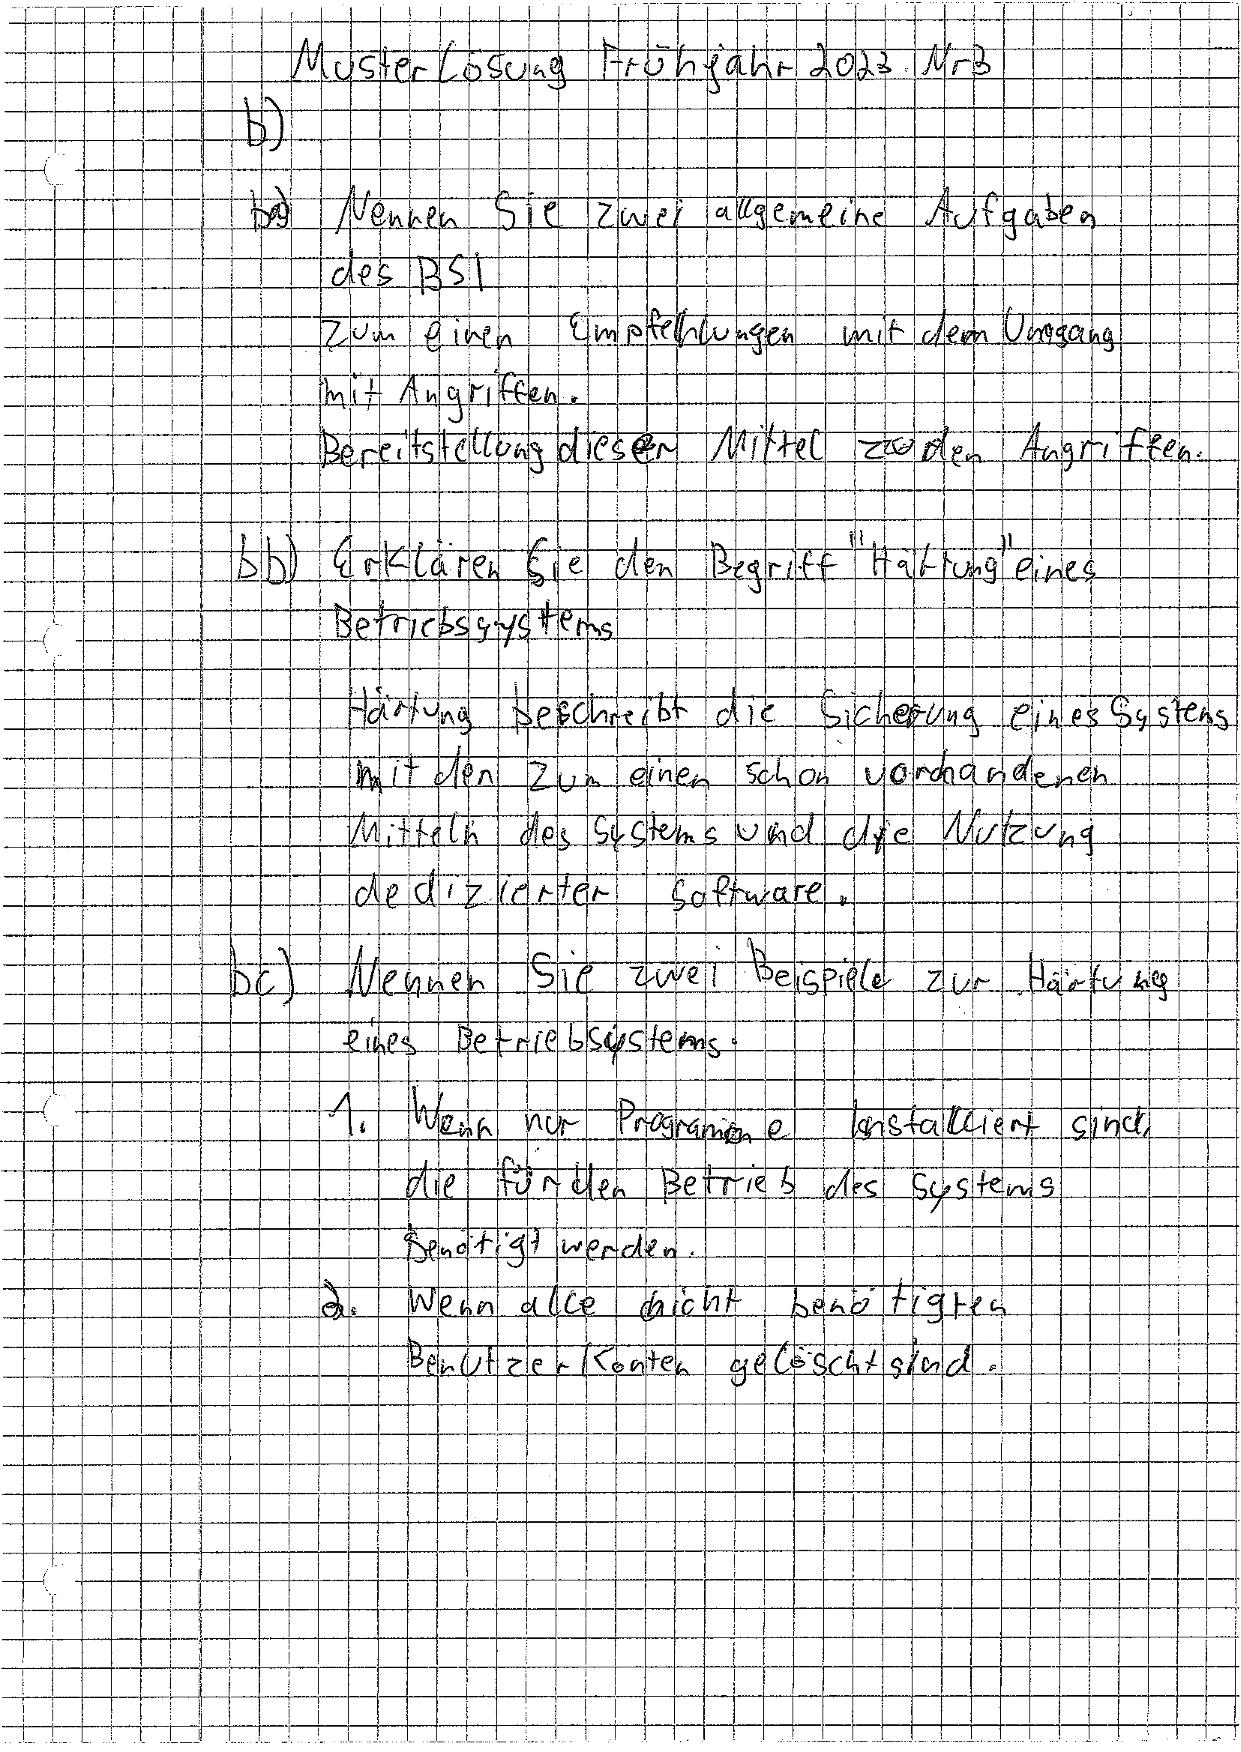 Musterlösung Frühjahr 2023 Nr3
b)
ba) Nennen Sie zwei allgemeine Aufgaben
des BSI
zum einen Empfehlungen mit dem Umgang
mit Angriffen.
Bereitstellung dieser Mittel zu den Angriffen.
bb) Erklären Sie den Begriff "Härtung" eines
Betriebssystems
Härtung beschreibt die Sicherung eines Systems
mit den zum einen schon vorhandenen
Mitteln des Systems und die Nutzung
dedizierter Software.
bc) Nennen Sie zwei Beispiele zur Härtung
eines Betriebsystems.
1. Wenn nur Programme installiert sind,
die für den Betrieb des Systems
Benötigt werden.
2. Wenn alle nicht benötigten
Benutzerkonten gelöscht sind.